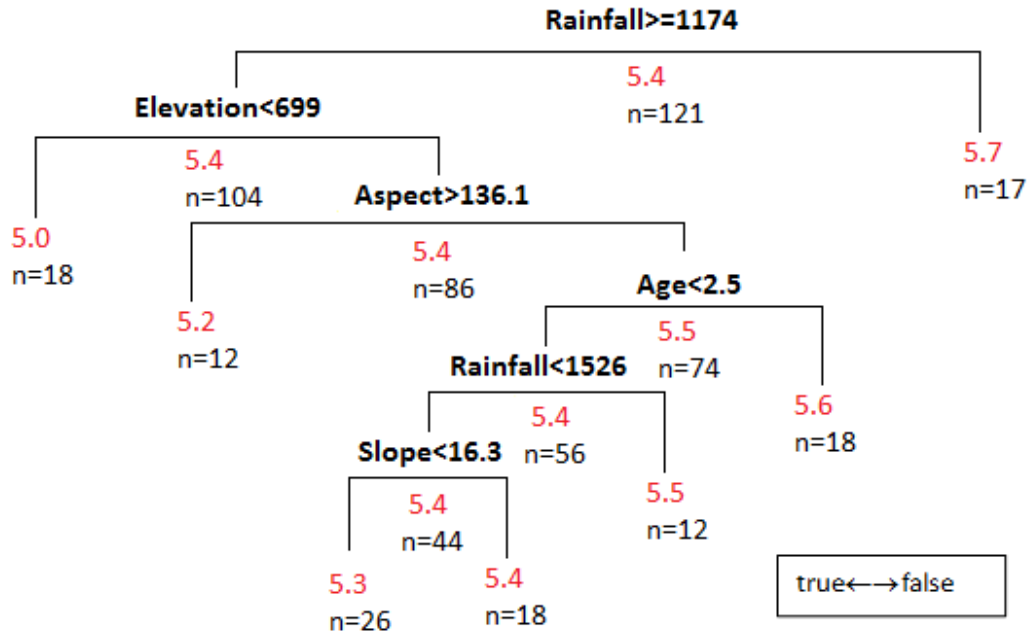 Rainfall>=1174
5.4
n=121
Elevation<699
5.4
n=104
5.7
n=17
Aspect>136.1
5.0
n=18
5.4
n=86
Age<2.5
5.2
n=12
5.5
n=74
Rainfall<1526
5.4
n=56
5.6
n=18
Slope<16.3
5.4
n=44
5.5
n=12
5.3
n=26
5.4
n=18
true←→false